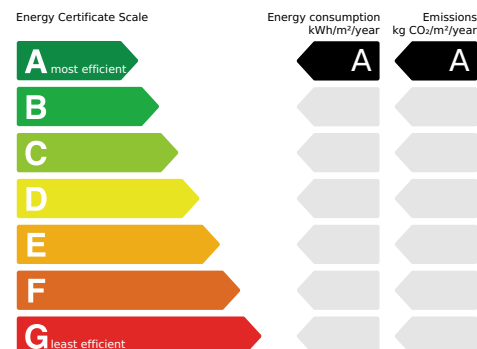 Energy Certificate Scale
Energy consumption
kWh/m²/year
Emissions
kg CO₂/m²/year
A most efficient
A
A
B
C
D
E
F
G least efficient